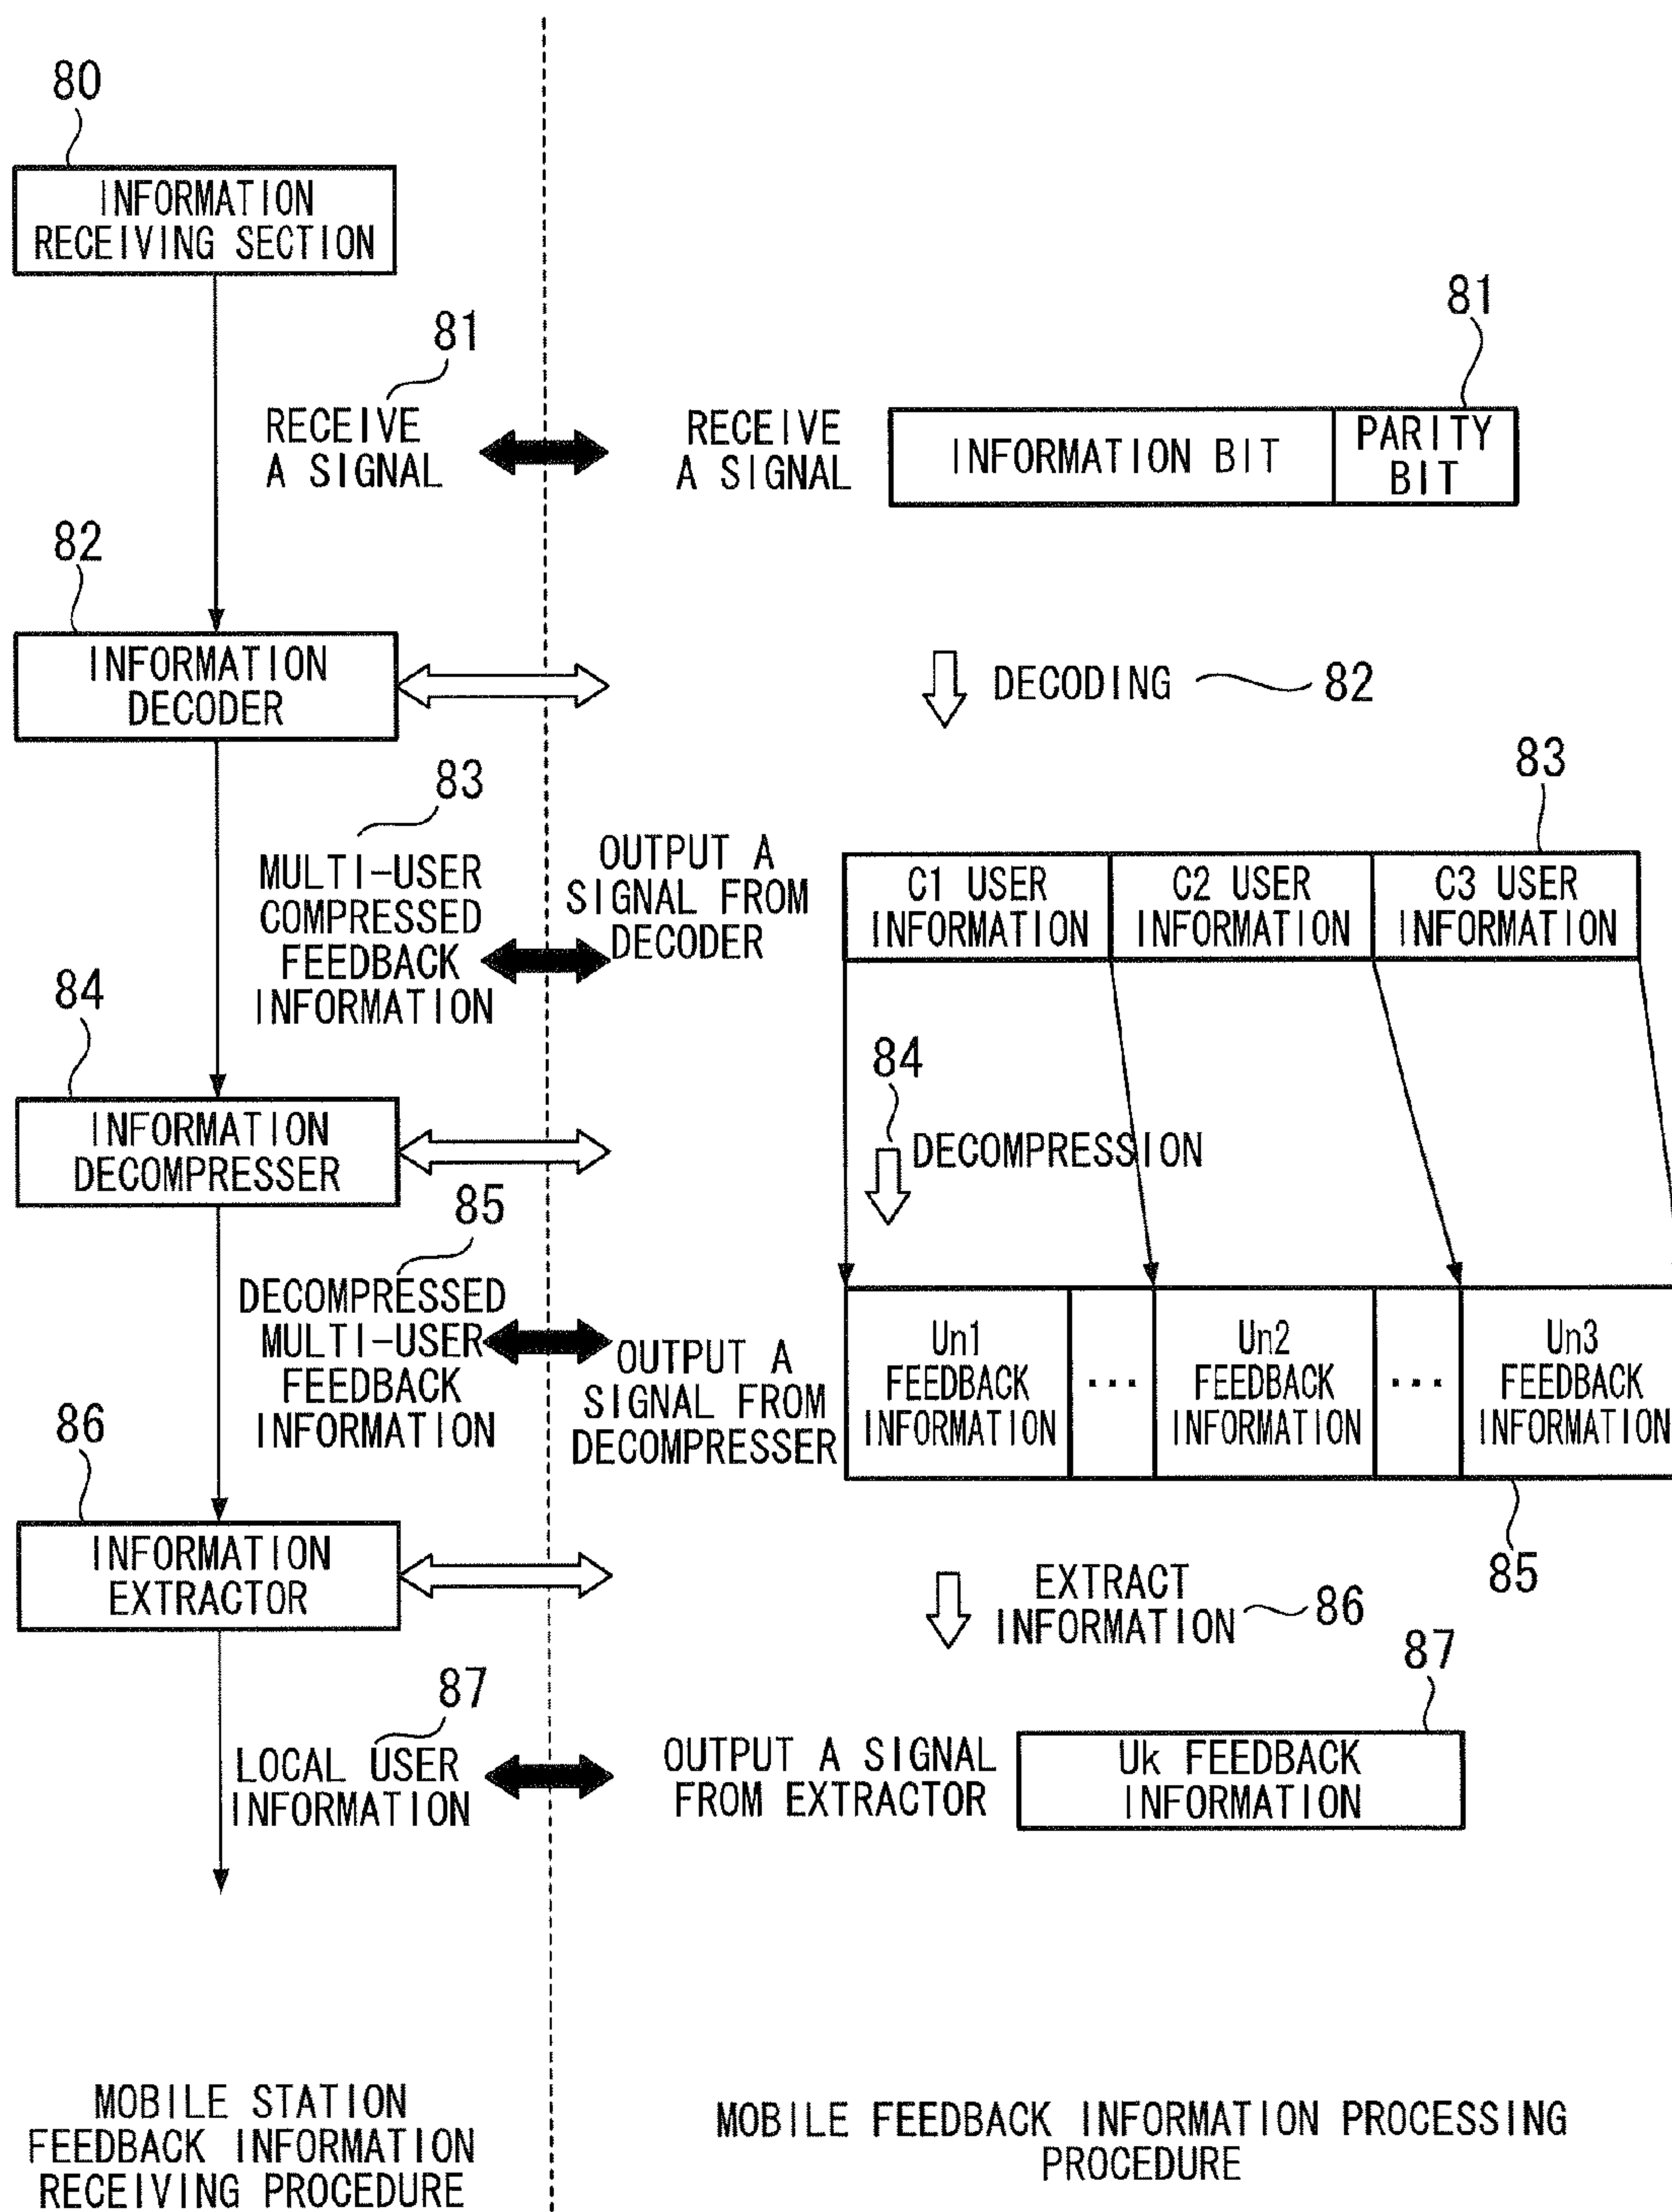 80
INFORMATION
RECEIVING SECTION
81
RECEIVE
A SIGNAL
RECEIVE
A SIGNAL
81
INFORMATION BIT
PARITY
BIT
82
INFORMATION
DECODER
DECODING
82
83
MULTI-USER
COMPRESSED
FEEDBACK
INFORMATION
OUTPUT A
SIGNAL FROM
DECODER
83
C1 USER
INFORMATION
C2 USER
INFORMATION
C3 USER
INFORMATION
84
INFORMATION
DECOMPRESSER
84
DECOMPRESSION
85
DECOMPRESSED
MULTI-USER
FEEDBACK
INFORMATION
OUTPUT A
SIGNAL FROM
DECOMPRESSER
Un1
FEEDBACK
INFORMATION
...
Un2
FEEDBACK
INFORMATION
...
Un3
FEEDBACK
INFORMATION
85
86
INFORMATION
EXTRACTOR
EXTRACT
INFORMATION
86
87
LOCAL USER
INFORMATION
OUTPUT A SIGNAL
FROM EXTRACTOR
87
Uk FEEDBACK
INFORMATION
MOBILE STATION
FEEDBACK INFORMATION
RECEIVING PROCEDURE
MOBILE FEEDBACK INFORMATION PROCESSING
PROCEDURE